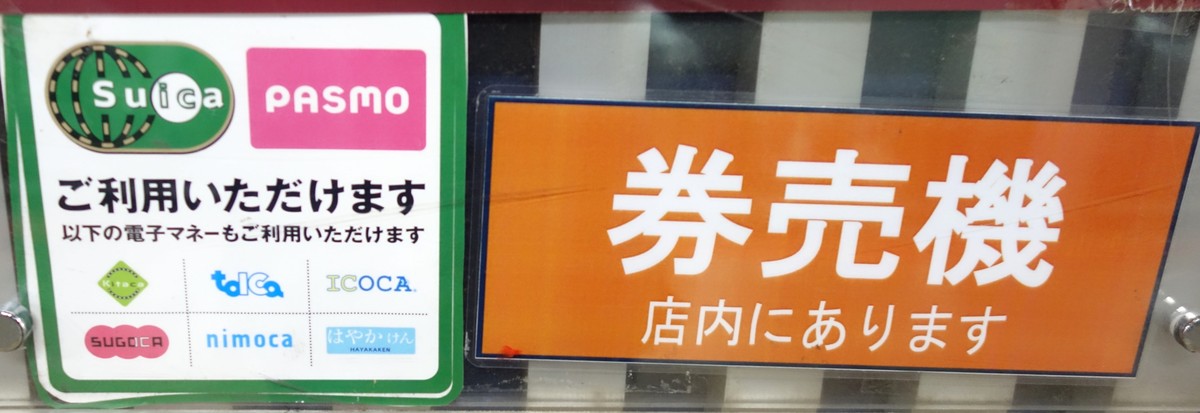 Suica PASMO
ご利用いただけます
以下の電子マネーもご利用いただけます
Kitaca TOICA ICOCA
SUGOCA nimoca はやかけん
HAYAKAKEN
券売機
店内にあります